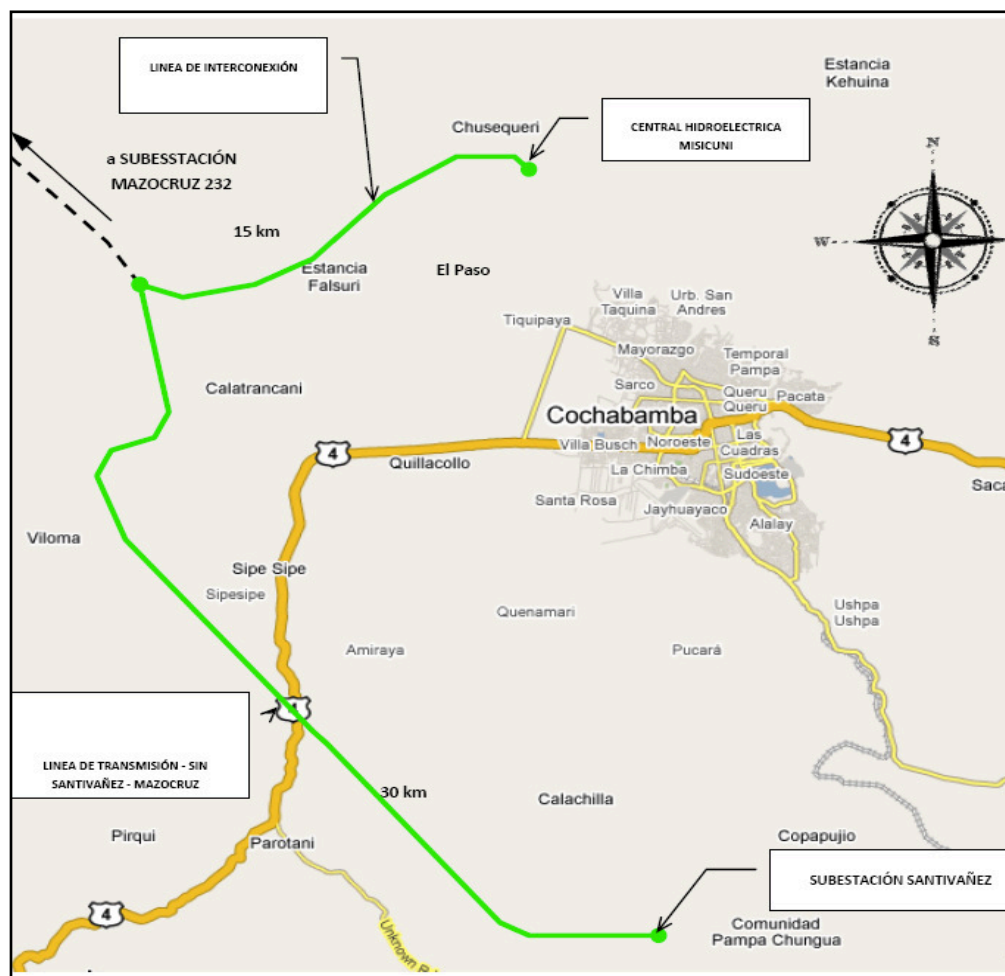 LINEA DE INTERCONEXIÓN
Estancia
Kehuina
Chusequeri
CENTRAL HIDROELECTRICA
MISICUNI
a SUBESSTACIÓN
MAZOCRUZ 232
N
W
S
15 km
Estancia
Falsuri
El Paso
Villa
Taquina
Urb. San
Andres
Tiquipaya
Mayorazgo
Temporal
Pampa
Calatrancani
Sarco
Queru
Queru
Pacata
Cochabamba
4
4
Villa Busch
Noroeste
Las
Cuadras
Quillacollo
La Chimba
Sudoeste
Saca
Santa Rosa
Jayhuayaco
Alalay
Viloma
Sipe Sipe
Sipesipe
Quenamari
Ushpa
Ushpa
Amiraya
Pucará
4
LINEA DE TRANSMISIÓN - SIN
SANTIVAÑEZ - MAZOCRUZ
30 km
Calachilla
Pirqui
Parotani
Copapujio
SUBESTACIÓN SANTIVAÑEZ
4
Unknown R
Comunidad
Pampa Chungua